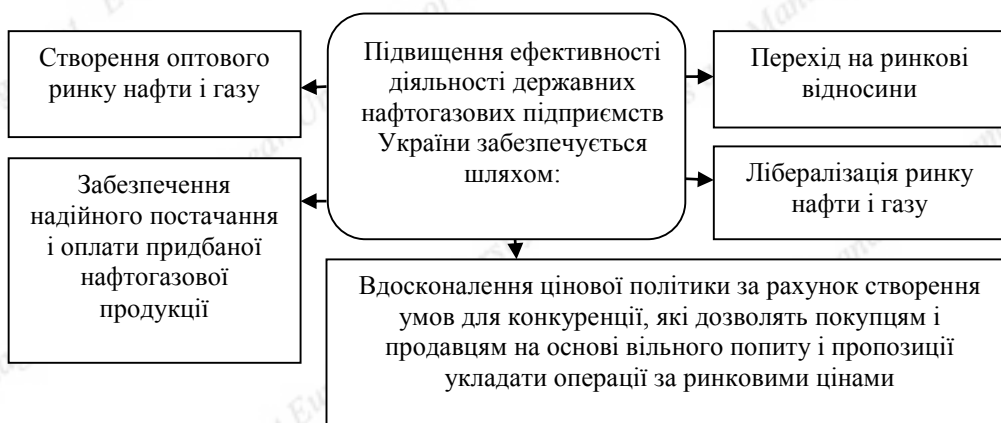 Створення оптового
ринку нафти і газу
Підвищення ефективності
діяльності державних
нафтогазових підприємств
України забезпечується
шляхом:
Перехід на ринкові
відносини
Забезпечення
надійного постачання
і оплати придбаної
нафтогазової
продукції
Лібералізація ринку
нафти і газу
Вдосконалення цінової політики за рахунок створення
умов для конкуренції, які дозволять покупцям і
продавцям на основі вільного попиту і пропозиції
укладати операції за ринковими цінами